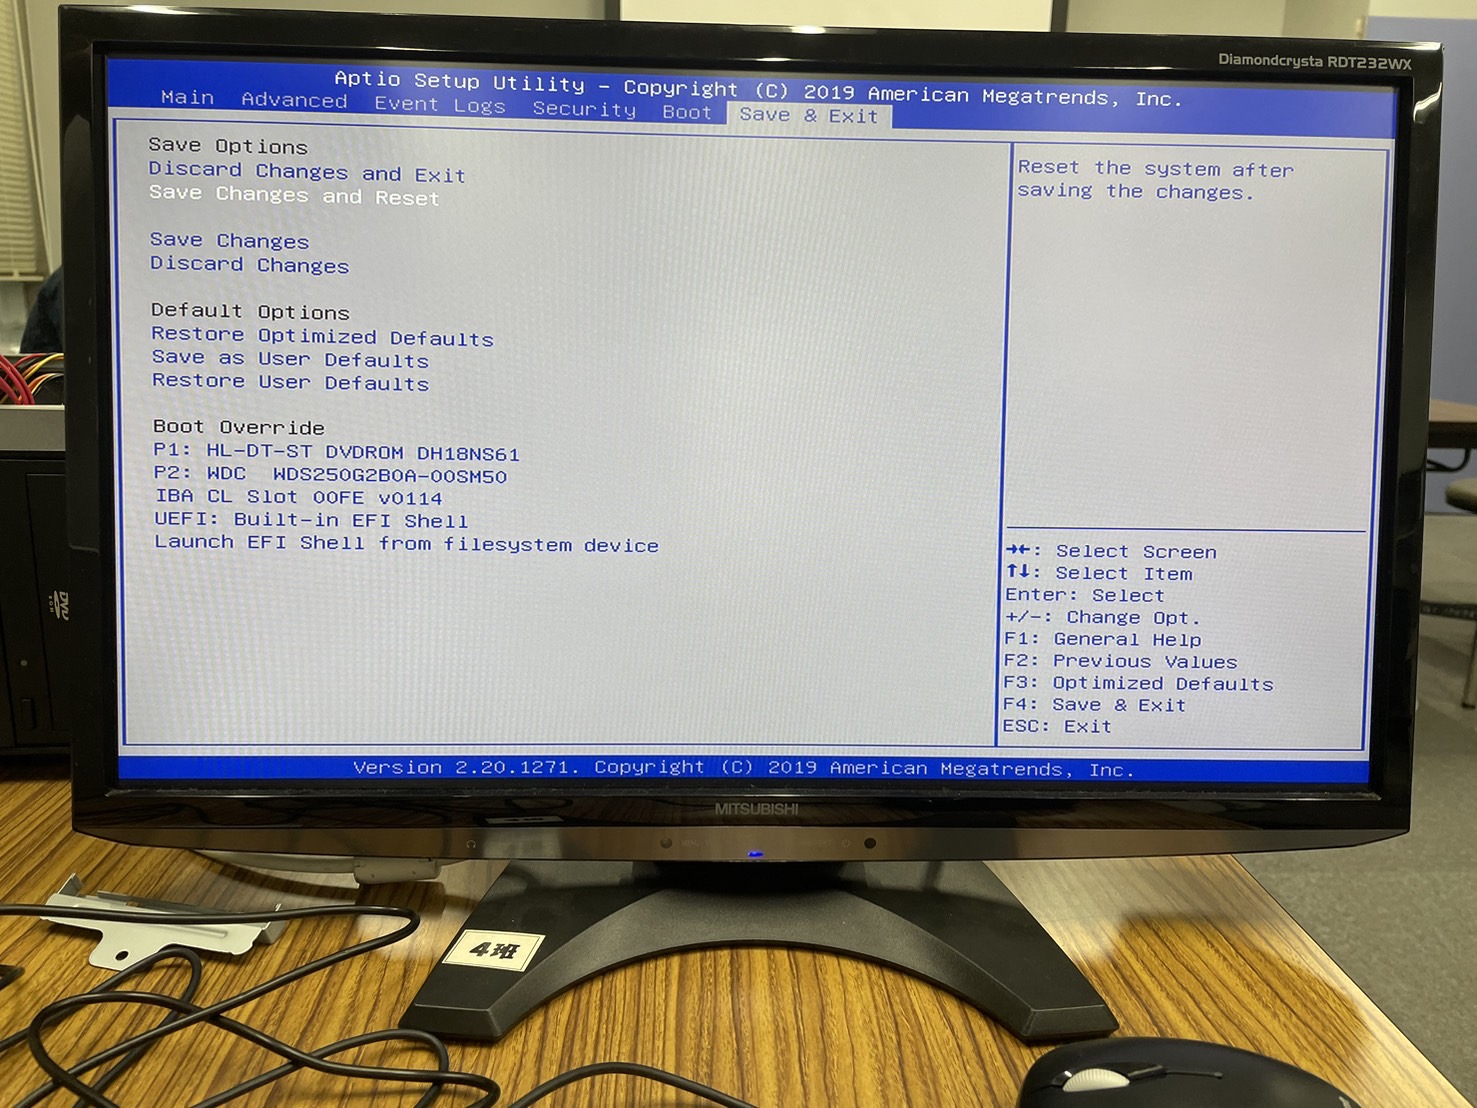 Diamondcrysta RDT232WX
Aptio Setup Utility - Copyright (C) 2019 American Megatrends, Inc.
Main Advanced Event Logs Security Boot Save & Exit
Save Options
Discard Changes and Exit
Save Changes and Reset
Save Changes
Discard Changes
Default Options
Restore Optimized Defaults
Save as User Defaults
Restore User Defaults
Boot Override
P1: HL-DT-ST DVDROM DH18NS61
P2: WDC WDS250G2B0A-00SM50
IBA CL Slot 00FE v0114
UEFI: Built-in EFI Shell
Launch EFI Shell from filesystem device
Reset the system after
saving the changes.
→←: Select Screen
↑↓: Select Item
Enter: Select
+/-: Change Opt.
F1: General Help
F2: Previous Values
F3: Optimized Defaults
F4: Save & Exit
ESC: Exit
Version 2.20.1271. Copyright (C) 2019 American Megatrends, Inc.
MITSUBISHI
4班